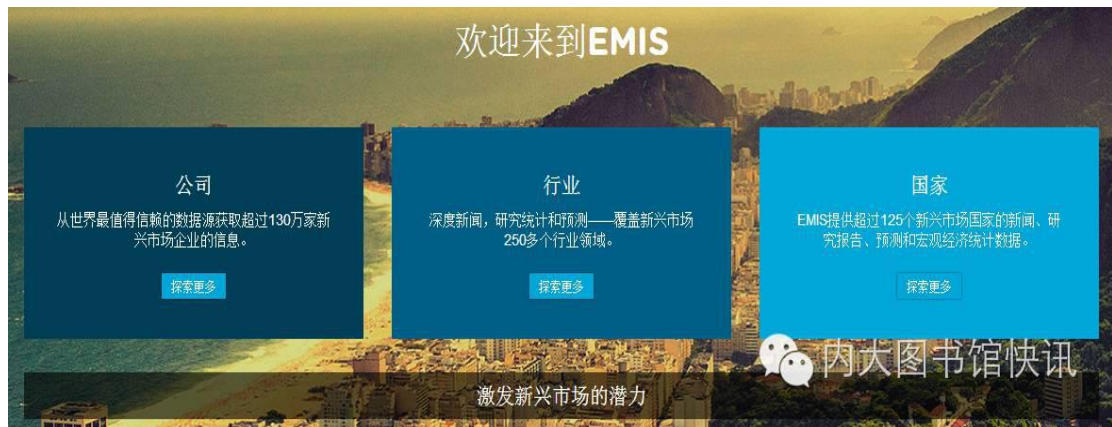 欢迎来到EMIS
公司
从世界最值得信赖的数据源获取超过130万家新
兴市场企业的信息。
探索更多
行业
深度新闻，研究统计和预测——覆盖新兴市场
250多个行业领域。
探索更多
国家
EMIS提供超过125个新兴市场国家的新闻、研
究报告、预测和宏观经济统计数据。
探索更多
内大图书馆快讯
激发新兴市场的潜力